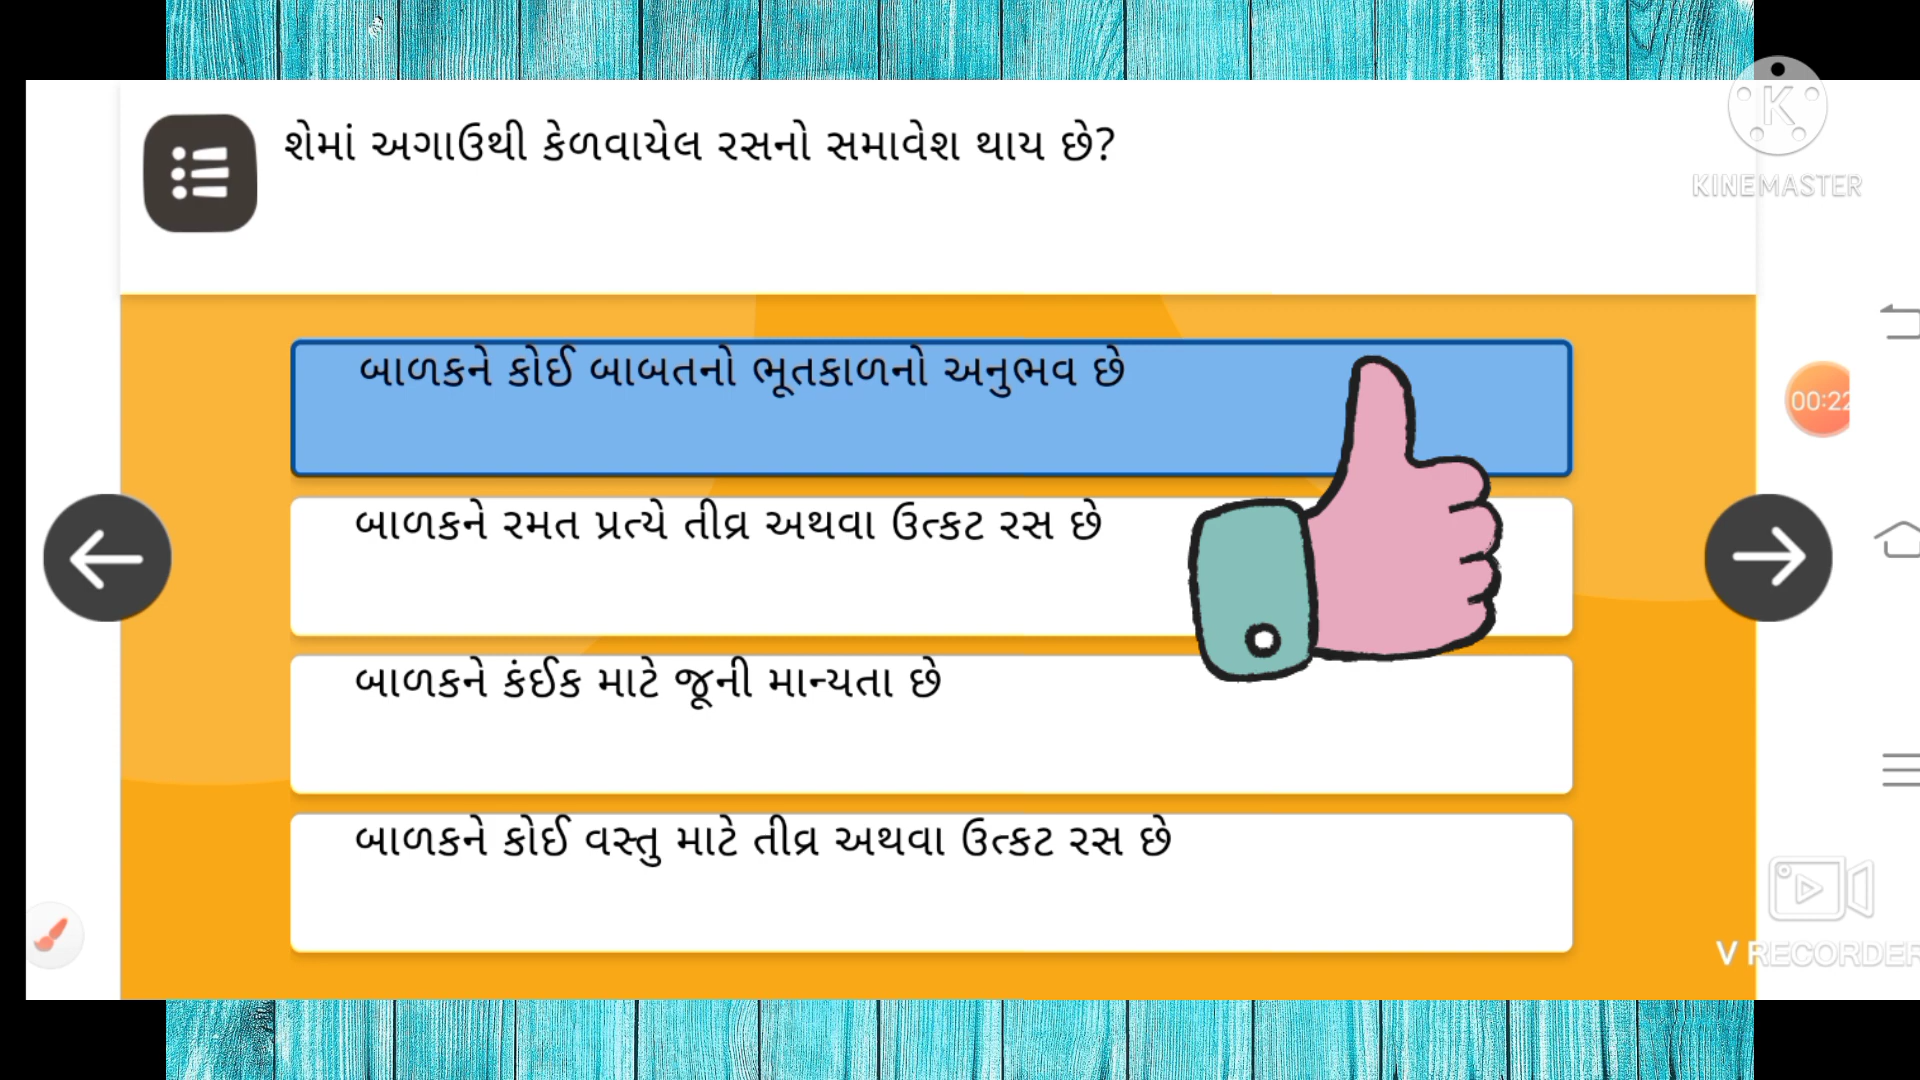 શેમાં અગાઉથી કેળવાયેલ રસનો સમાવેશ થાય છે?
KINEMASTER
બાળકને કોઈ બાબતનો ભૂતકાળનો અનુભવ છે
00:22
બાળકને રમત પ્રત્યે તીવ્ર અથવા ઉત્કટ રસ છે
બાળકને કંઈક માટે જૂની માન્યતા છે
બાળકને કોઈ વસ્તુ માટે તીવ્ર અથવા ઉત્કટ રસ છે
V RECORDER